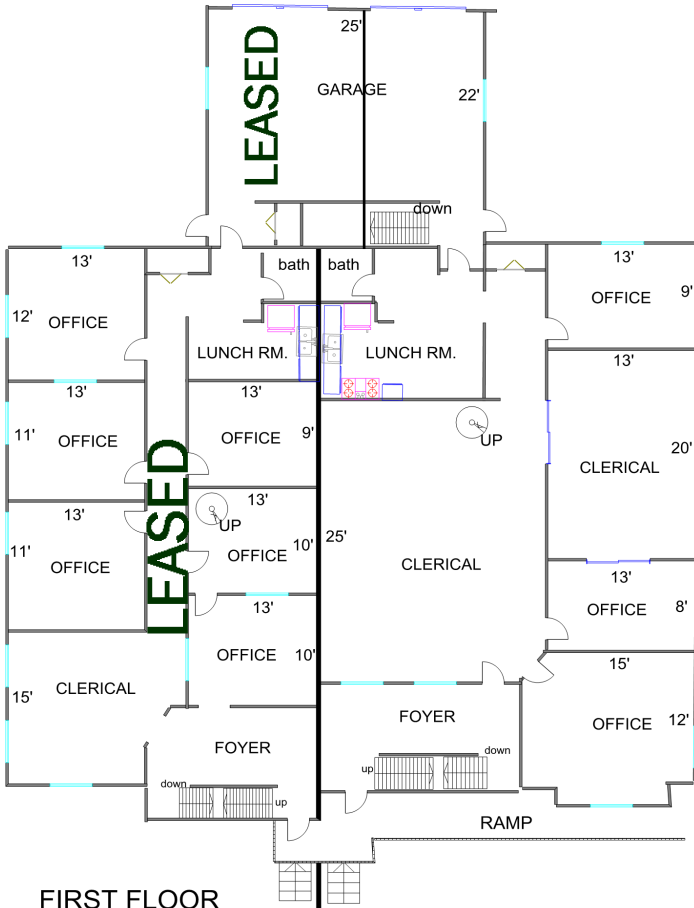 25'
LEASED
GARAGE
22'
down
bath
bath
13'
13'
12'
OFFICE
OFFICE
9'
LUNCH RM.
LUNCH RM.
13'
13'
13'
11'
OFFICE
OFFICE
9'
UP
20'
CLERICAL
LEASED
13'
13'
UP
11'
OFFICE
OFFICE
10'
25'
CLERICAL
13'
13'
OFFICE
8'
OFFICE
10'
15'
CLERICAL
15'
FOYER
OFFICE
12'
FOYER
down
up
down
up
RAMP
FIRST FLOOR